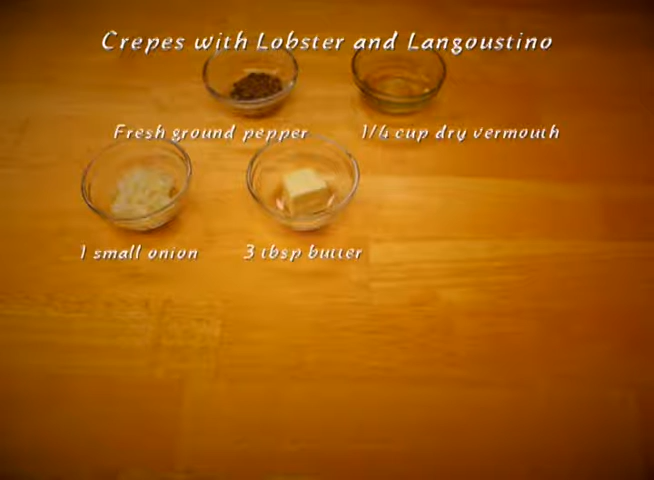 Crepes with Lobster and Langoustino
Fresh ground pepper
1/4 cup dry vermouth
1 small onion
3 tbsp butter